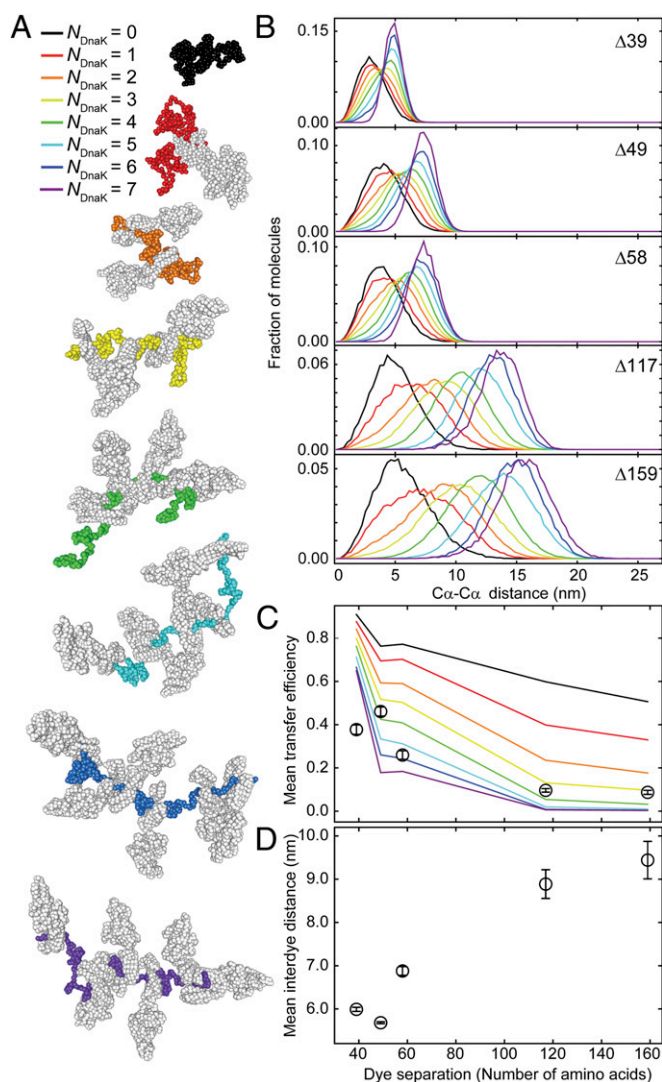 A
N_DnaK = 0
N_DnaK = 1
N_DnaK = 2
N_DnaK = 3
N_DnaK = 4
N_DnaK = 5
N_DnaK = 6
N_DnaK = 7
B
Fraction of molecules
0.15
0.00
Δ39
0.10
0.00
Δ49
0.10
0.00
Δ58
0.06
0.00
Δ117
0.05
0.00
Δ159
0 5 10 15 20 25
Cα-Cα distance (nm)
C
Mean transfer efficiency
0.8
0.6
0.4
0.2
0.0
D
Mean interdye distance (nm)
10.0
9.0
8.0
7.0
6.0
40 60 80 100 120 140 160
Dye separation (Number of amino acids)